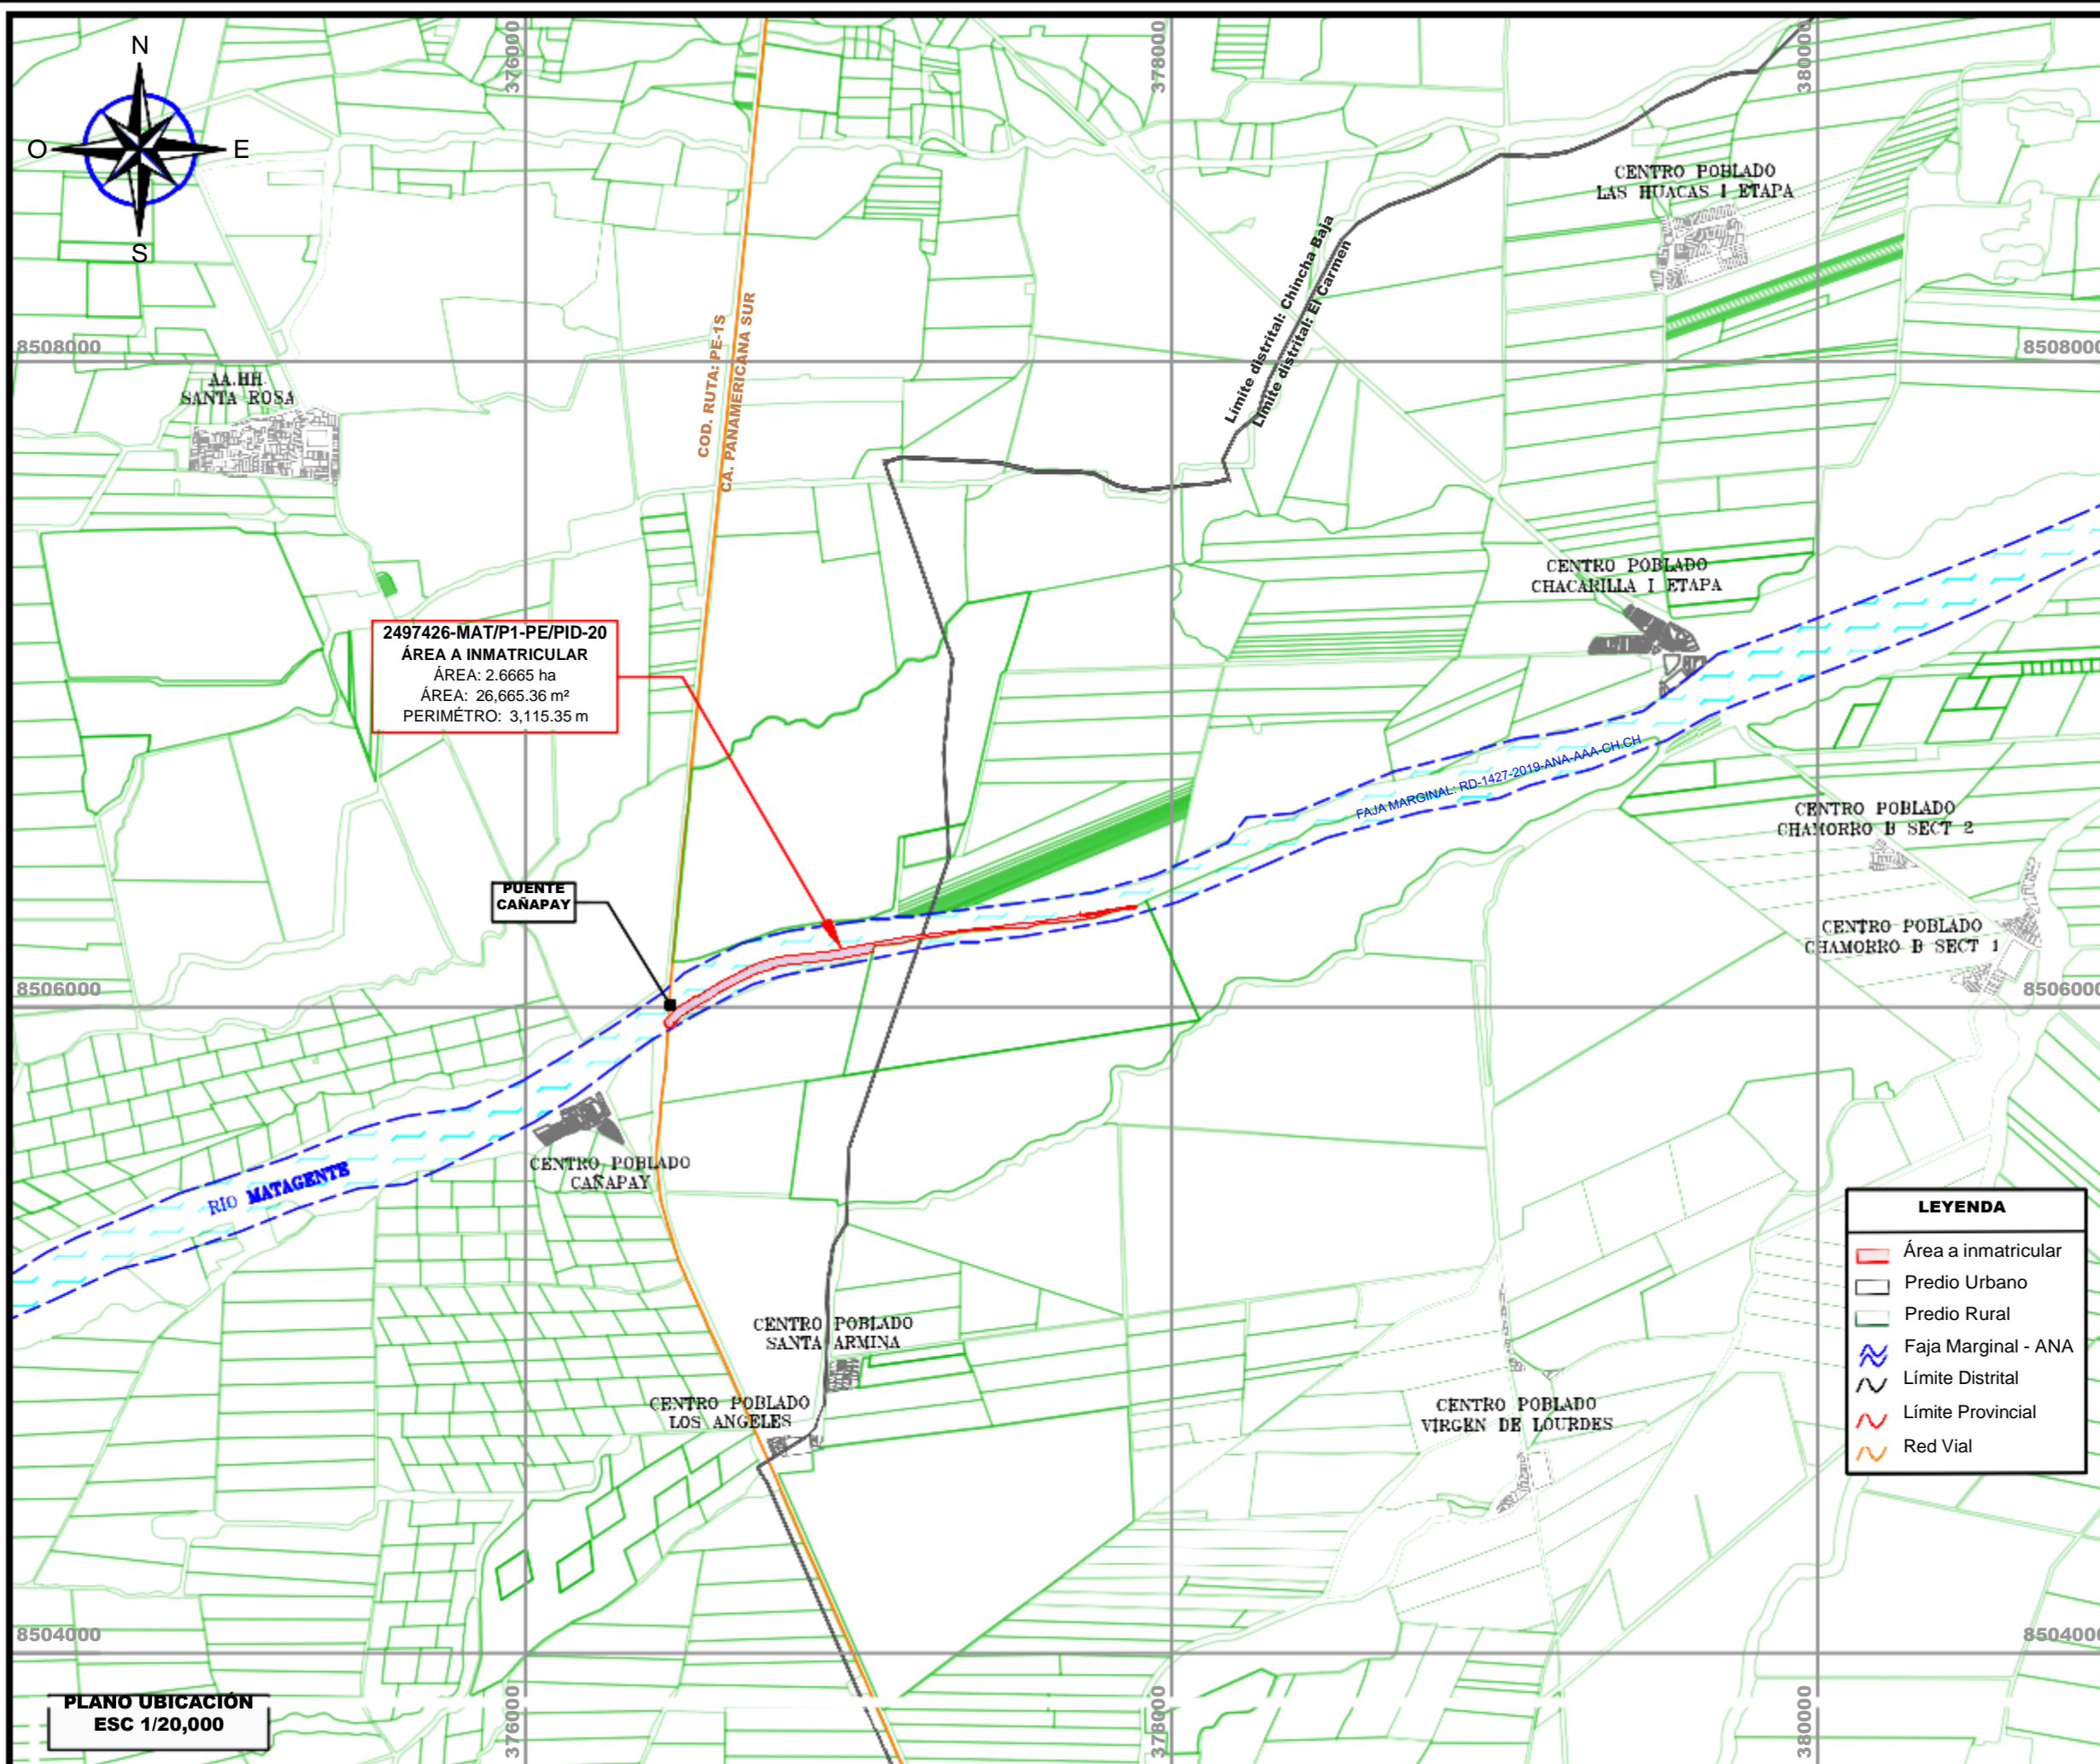 N
O
E
S
376000
378000
380000
CENTRO POBLADO
LAS HUACAS I ETAPA
Límite distrital: Chincha Baja
Límite distrital: El Carmen
COD. RUTA: PE-1S
CA. PANAMERICANA SUR
8508000
8508000
AA.HH.
SANTA ROSA
CENTRO POBLADO
CHACARILLA I ETAPA
2497426-MAT/P1-PE/PID-20
ÁREA A INMATRICULAR
ÁREA: 2.6665 ha
ÁREA: 26,665.36 m²
PERIMÉTRO: 3,115.35 m
FAJA MARGINAL: RD-1427-2019-ANA-AAA-CH.CH
CENTRO POBLADO
CHAMORRO B SECT 2
PUENTE
CAÑAPAY
CENTRO POBLADO
CHAMORRO B SECT 1
8506000
8506000
CENTRO POBLADO
CAÑAPAY
RIO MATAGENTE
LEYENDA
Área a inmatricular
Predio Urbano
Predio Rural
Faja Marginal - ANA
Límite Distrital
Límite Provincial
Red Vial
CENTRO POBLADO
SANTA ARMINA
CENTRO POBLADO
LOS ANGELES
CENTRO POBLADO
VIRGEN DE LOURDES
8504000
8504000
PLANO UBICACIÓN
ESC 1/20,000
376000
378000
380000